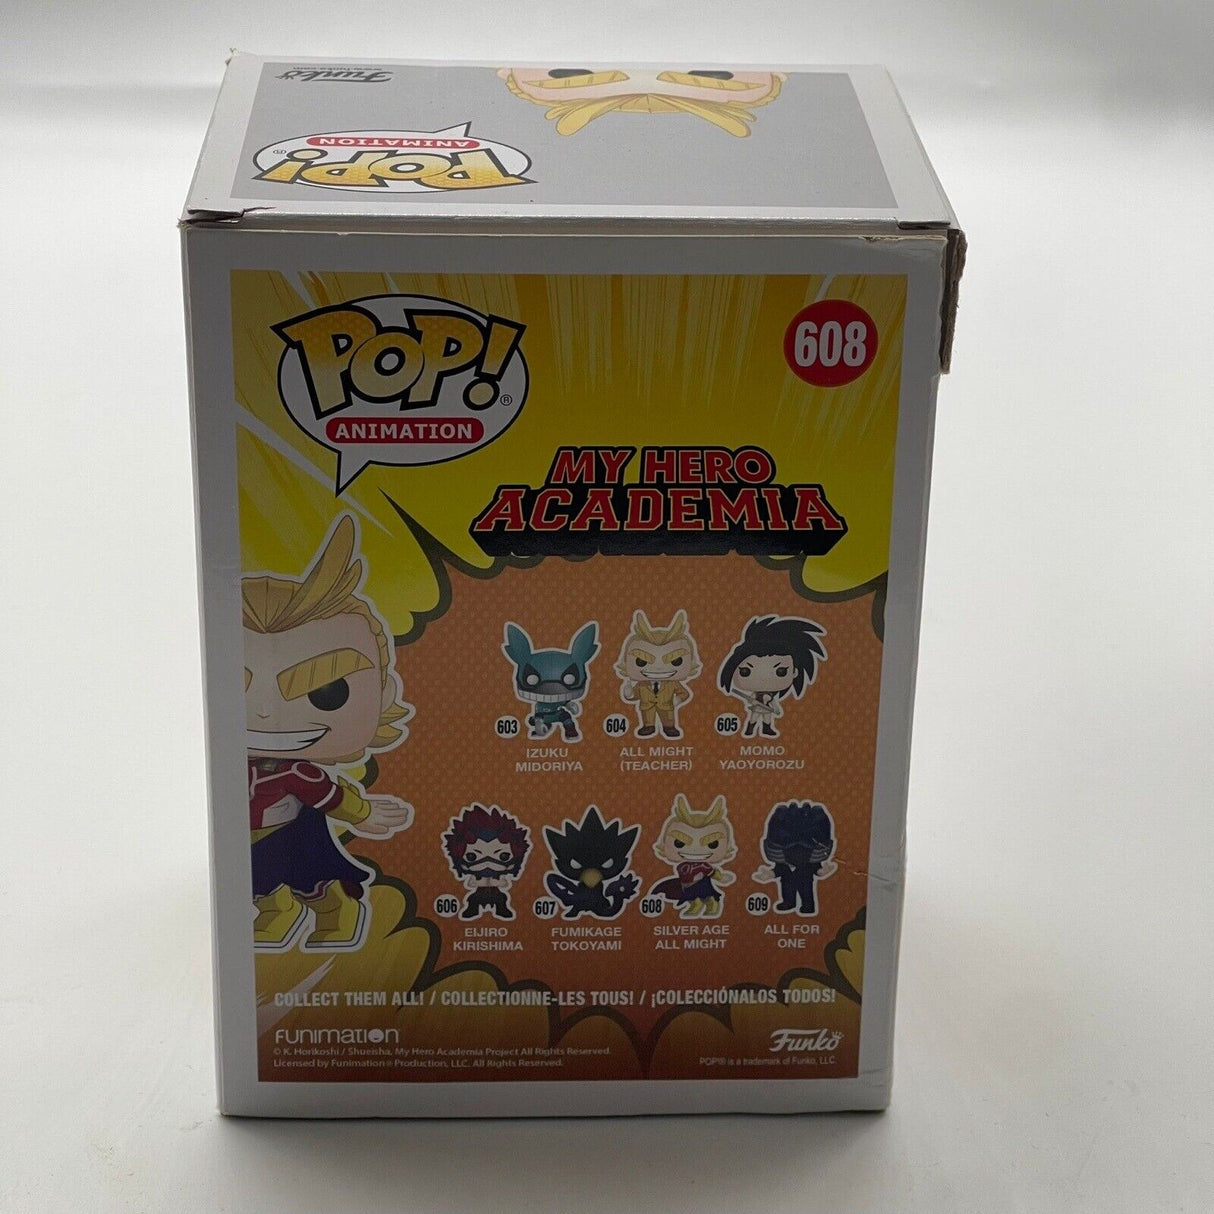 Funko
www.funko.com
ANIMATION
POP!®
POP!®
ANIMATION
608
MY HERO
ACADEMIA
603
604
605
IZUKU
MIDORIYA
ALL MIGHT
(TEACHER)
MOMO
YAOYOROZU
606
607
608
609
EIJIRO
KIRISHIMA
FUMIKAGE
TOKOYAMI
SILVER AGE
ALL MIGHT
ALL FOR
ONE
COLLECT THEM ALL! / COLLECTIONNE-LES TOUS! / ¡COLECCIÓNALOS TODOS!
FUNIMATION
© K. Horikoshi / Shueisha, My Hero Academia Project All Rights Reserved.
Licensed by Funimation® Production, LLC. All Rights Reserved.
Funko
POP!® is a trademark of Funko, LLC.